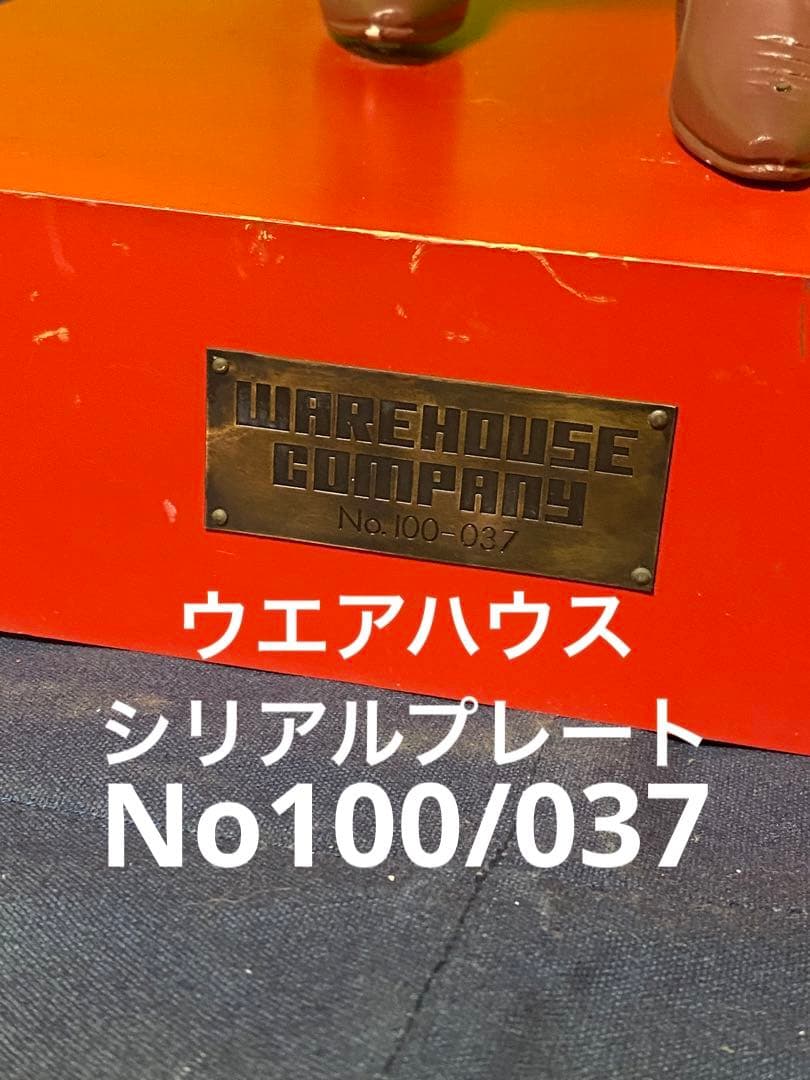 WAREHOUSE
COMPANY
No.100-037
ウエアハウス
シリアルプレート
No100/037